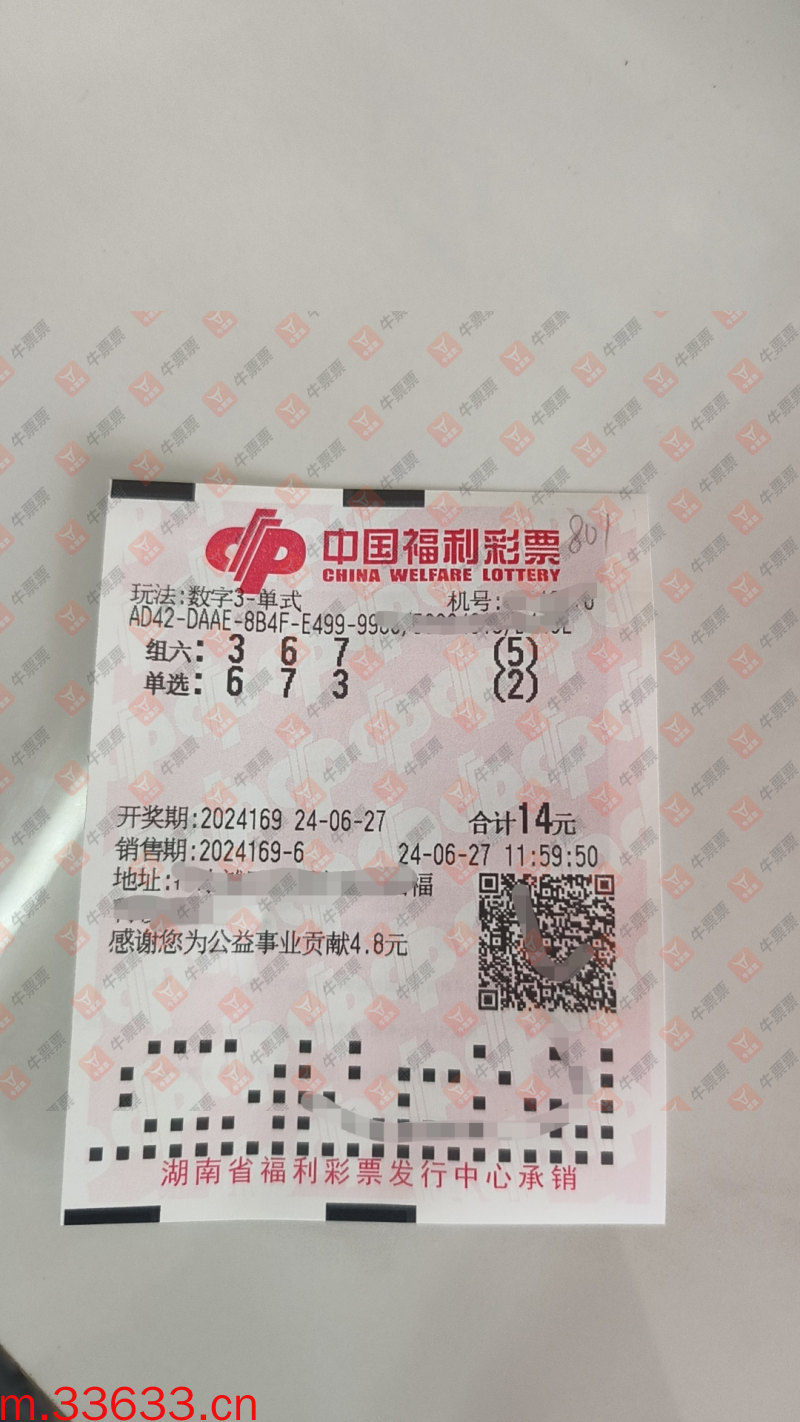 中国福利彩票
801
CHINA WELFARE LOTTERY
玩法:数字3-单式 机号:
AD42-DAAE-8B4F-E499-
组六: 3 6 7 (5)
单选: 6 7 3 (2)
开奖期:2024169 24-06-27 合计14元
销售期:2024169-6 24-06-27 11:59:50
地址: 福
感谢您为公益事业贡献4.8元
湖南省福利彩票发行中心承销
牛票票
m.33633.cn